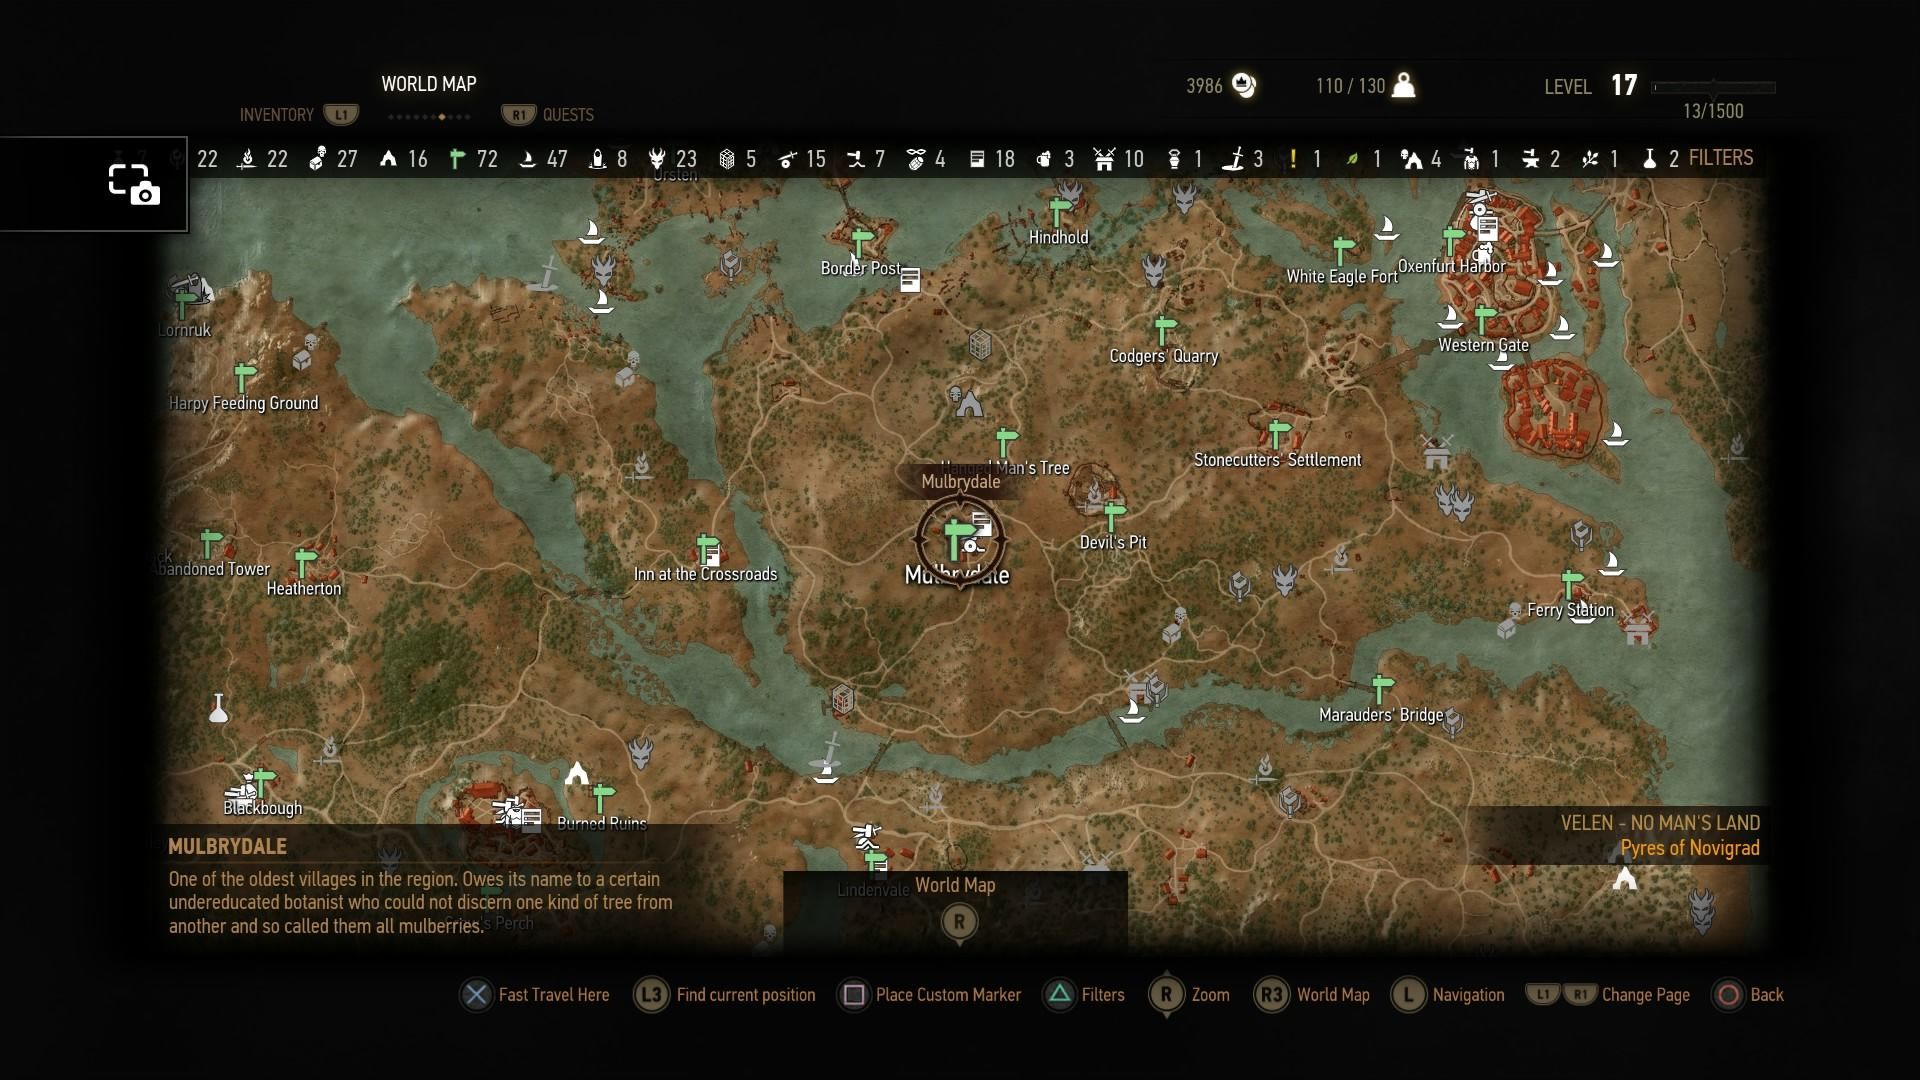 WORLD MAP
INVENTORY L1 R1 QUESTS
3986 110 / 130 LEVEL 17
13/1500
22 22 27 16 72 47 8 23 5 15 7 4 18 3 10 1 3 1 1 4 1 2 1 2 FILTERS
Ursten
Hindhold
Border Post
White Eagle Fort
Oxenfurt Harbor
Lornruk
Western Gate
Codgers' Quarry
Harpy Feeding Ground
Stonecutters' Settlement
Hanged Man's Tree
Mulbrydale
Devil's Pit
Abandoned Tower
Inn at the Crossroads
Mulbrydale
Heatherton
Ferry Station
Marauders' Bridge
Blackbough
Burned Ruins
VELEN - NO MAN'S LAND
Pyres of Novigrad
MULBRYDALE
One of the oldest villages in the region. Owes its name to a certain
undereducated botanist who could not discern one kind of tree from
another and so called them all mulberries.
Crow's Perch
Lindenvale
World Map
R
Fast Travel Here L3 Find current position Place Custom Marker Filters R Zoom R3 World Map L Navigation L1 R1 Change Page Back